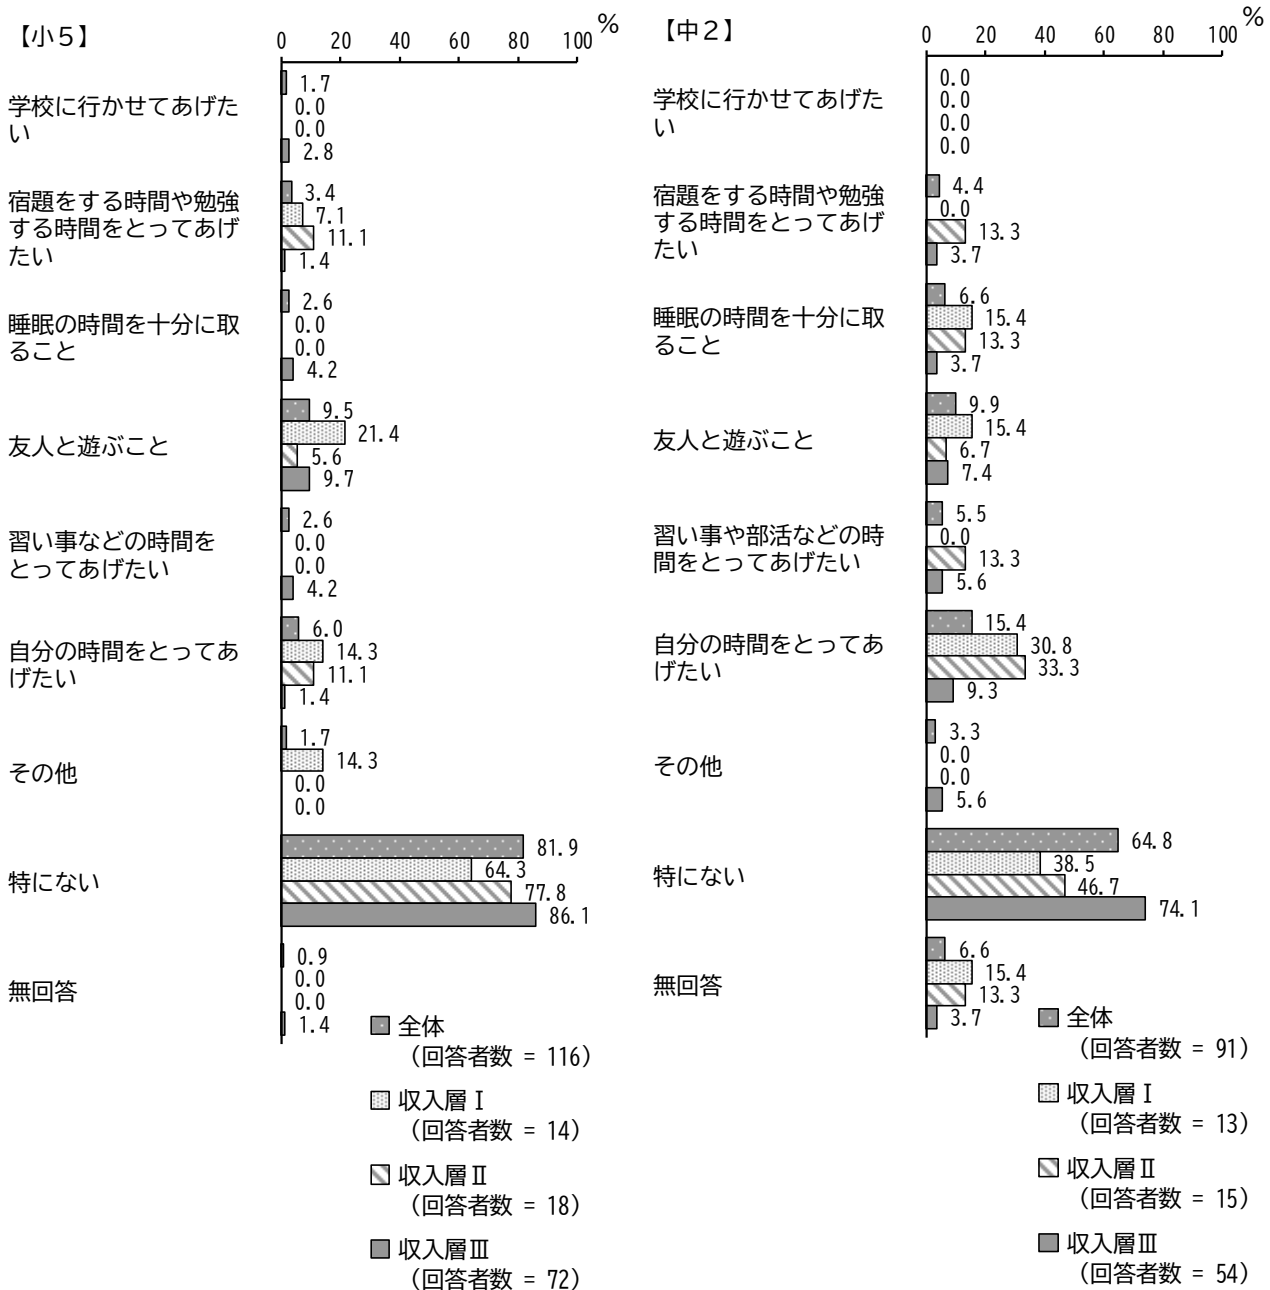 【小５】
0 20 40 60 80 100 %
学校に行かせてあげた
い
1.7
0.0
0.0
2.8
宿題をする時間や勉強
する時間をとってあげ
たい
3.4
7.1
11.1
1.4
睡眠の時間を十分に取
ること
2.6
0.0
0.0
4.2
友人と遊ぶこと
9.5
21.4
5.6
9.7
習い事などの時間を
とってあげたい
2.6
0.0
0.0
4.2
自分の時間をとってあ
げたい
6.0
14.3
11.1
1.4
その他
1.7
14.3
0.0
0.0
特にない
81.9
64.3
77.8
86.1
無回答
0.9
0.0
0.0
1.4
全体
（回答者数 = 116）
収入層Ⅰ
（回答者数 = 14）
収入層Ⅱ
（回答者数 = 18）
収入層Ⅲ
（回答者数 = 72）
【中２】
0 20 40 60 80 100 %
学校に行かせてあげた
い
0.0
0.0
0.0
0.0
宿題をする時間や勉強
する時間をとってあげ
たい
4.4
0.0
13.3
3.7
睡眠の時間を十分に取
ること
6.6
15.4
13.3
3.7
友人と遊ぶこと
9.9
15.4
6.7
7.4
習い事や部活などの時
間をとってあげたい
5.5
0.0
13.3
5.6
自分の時間をとってあ
げたい
15.4
30.8
33.3
9.3
その他
3.3
0.0
0.0
5.6
特にない
64.8
38.5
46.7
74.1
無回答
6.6
15.4
13.3
3.7
全体
（回答者数 = 91）
収入層Ⅰ
（回答者数 = 13）
収入層Ⅱ
（回答者数 = 15）
収入層Ⅲ
（回答者数 = 54）